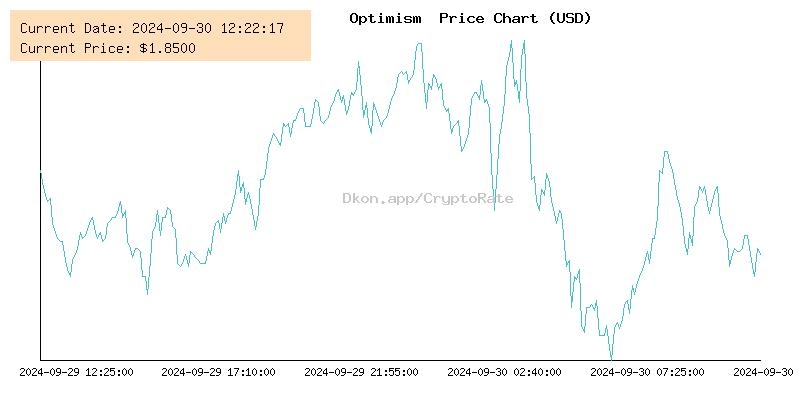 Optimism  Price Chart (USD)
Current Date: 2024-09-30 12:22:17
Current Price: $1.8500
Dkon.app/CryptoRate
2024-09-29 12:25:00 2024-09-29 17:10:00 2024-09-29 21:55:00 2024-09-30 02:40:00 2024-09-30 07:25:00 2024-09-30